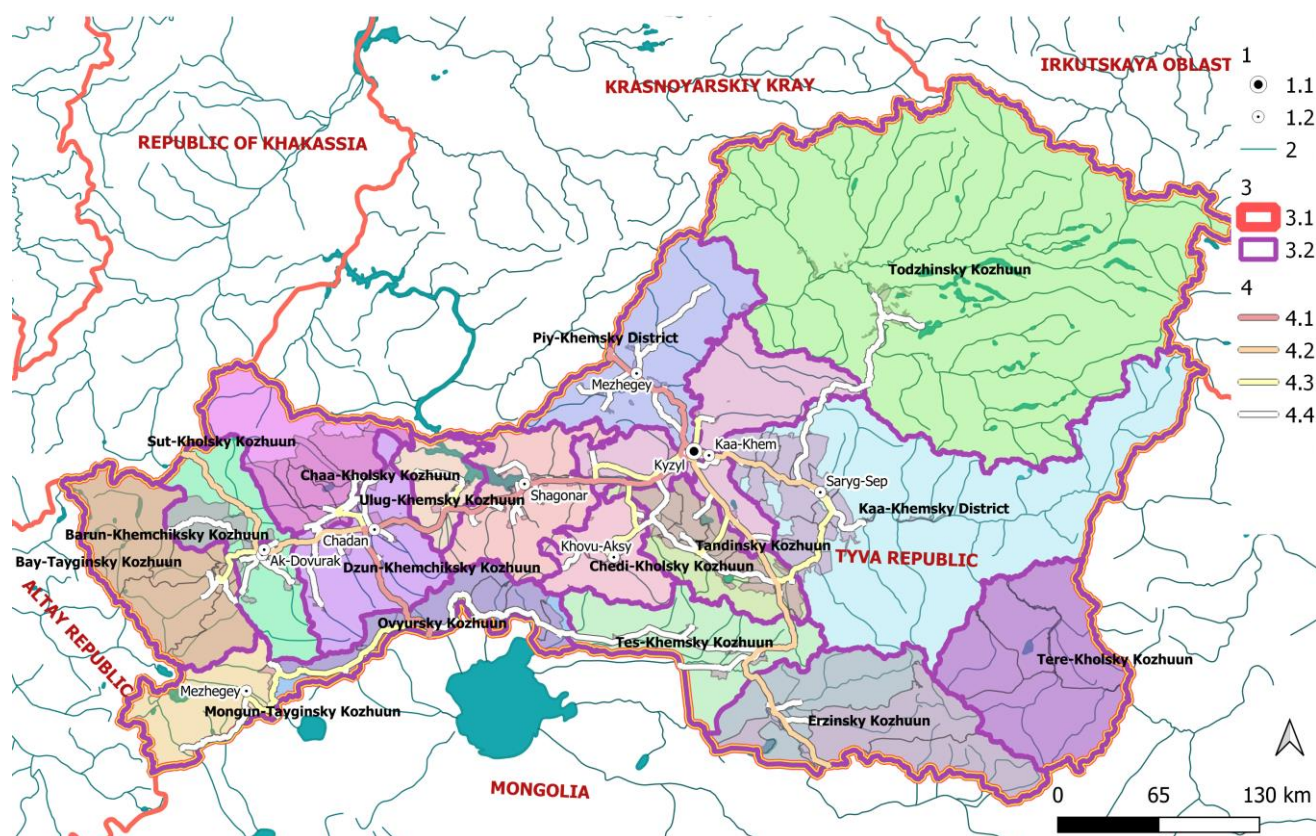 IRKUTSKAYA OBLAST
KRASNOYARSKIY KRAY
REPUBLIC OF KHAKASSIA
1
1.1
1.2
2
3
3.1
3.2
4
4.1
4.2
4.3
4.4
Todzhinsky Kozhuun
Piy-Khemsky District
Mezhegey
Sut-Kholsky Kozhuun
Kaa-Khem
Kyzyl
Chaa-Kholsky Kozhuun
Saryg-Sep
Ulug-Khemsky Kozhuun
Shagonar
Kaa-Khemsky District
Barun-Khemchiksky Kozhuun
Chadan
Tandinsky Kozhuun
Khovu-Aksy
TYVA REPUBLIC
Bay-Tayginsky Kozhuun
Ak-Dovurak
Dzun-Khemchiksky Kozhuun
Chedi-Kholsky Kozhuun
ALTAY REPUBLIC
Ovyursky Kozhuun
Tes-Khemsky Kozhuun
Tere-Kholsky Kozhuun
Mezhegey
Mongun-Tayginsky Kozhuun
Erzinsky Kozhuun
MONGOLIA
0 65 130 km